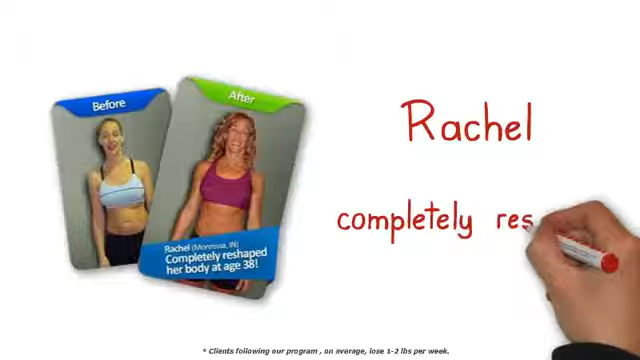 Before
After
Rachel (Monrovia, IN)
Completely reshaped
her body at age 38!
Rachel
completely res
* Clients following our program , on average, lose 1-2 lbs per week.